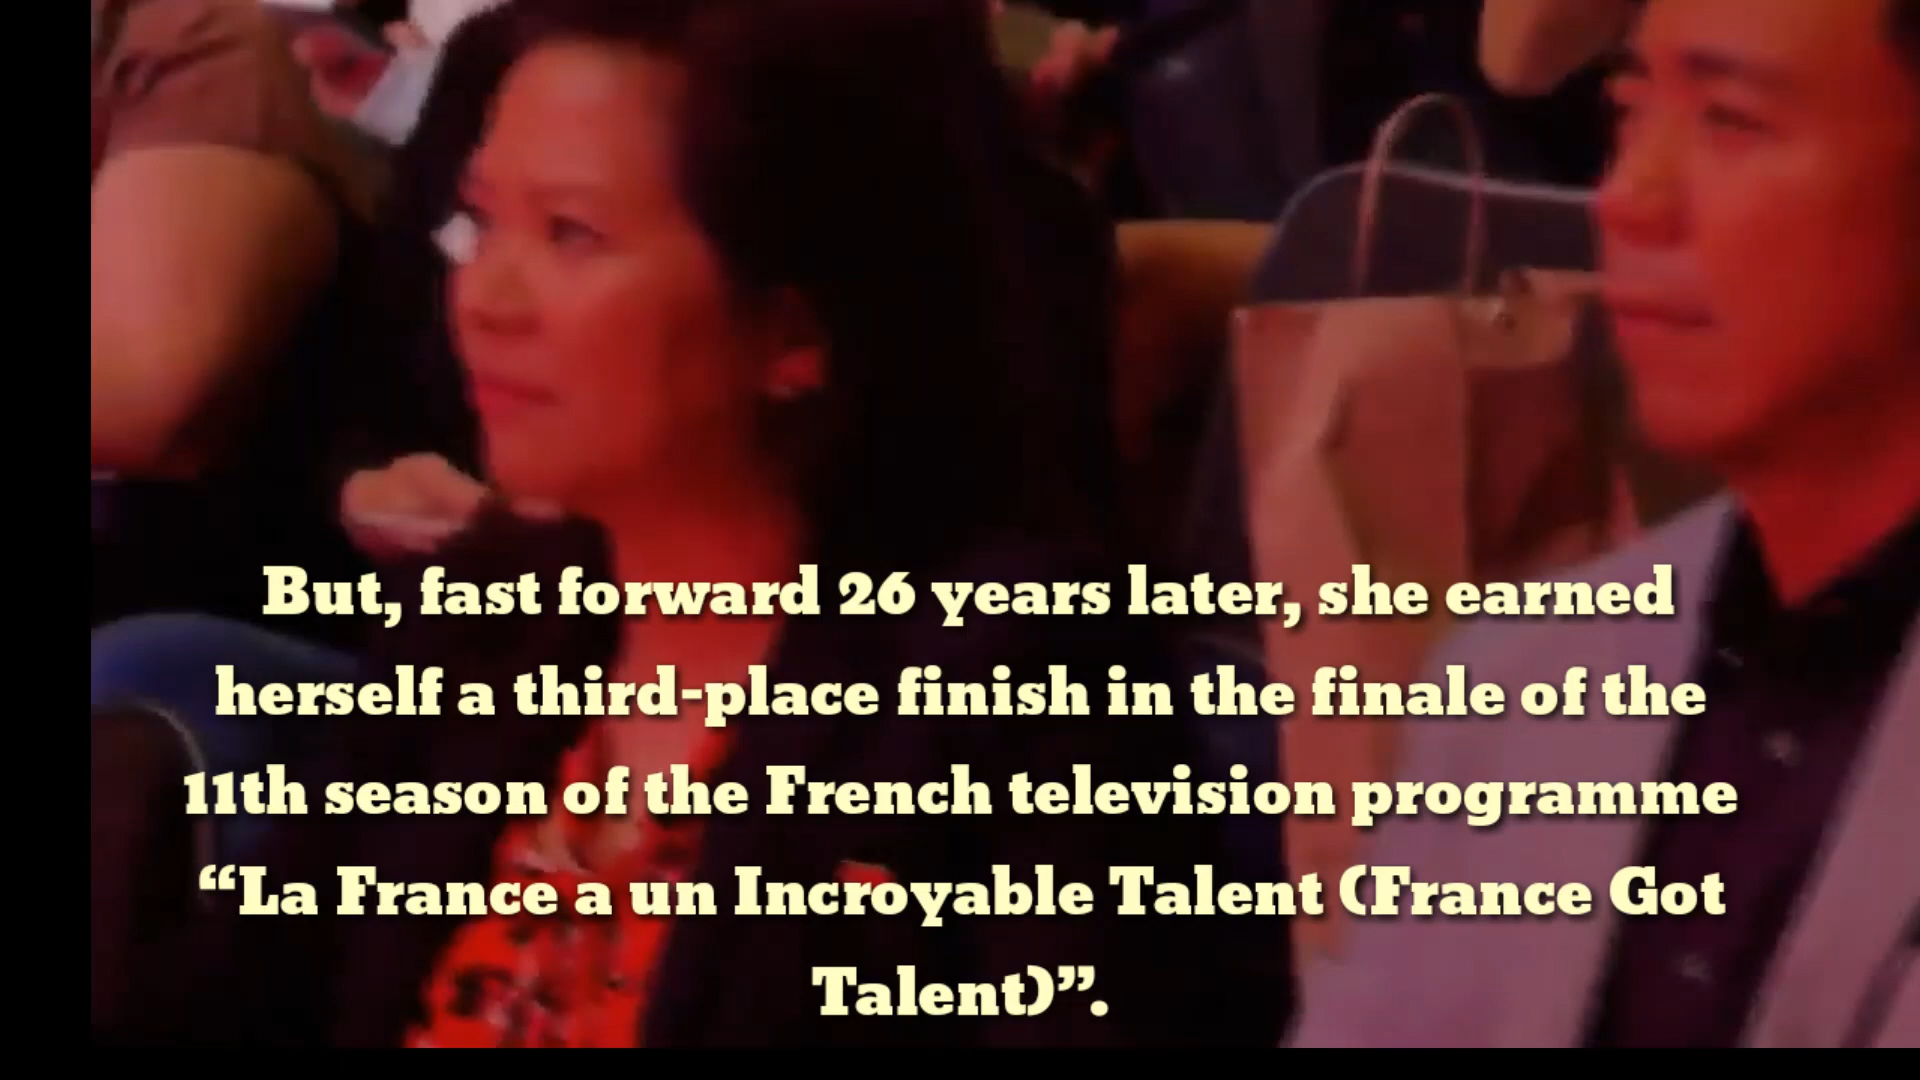 But, fast forward 26 years later, she earned
herself a third-place finish in the finale of the
11th season of the French television programme
“La France a un Incroyable Talent (France Got
Talent)”.